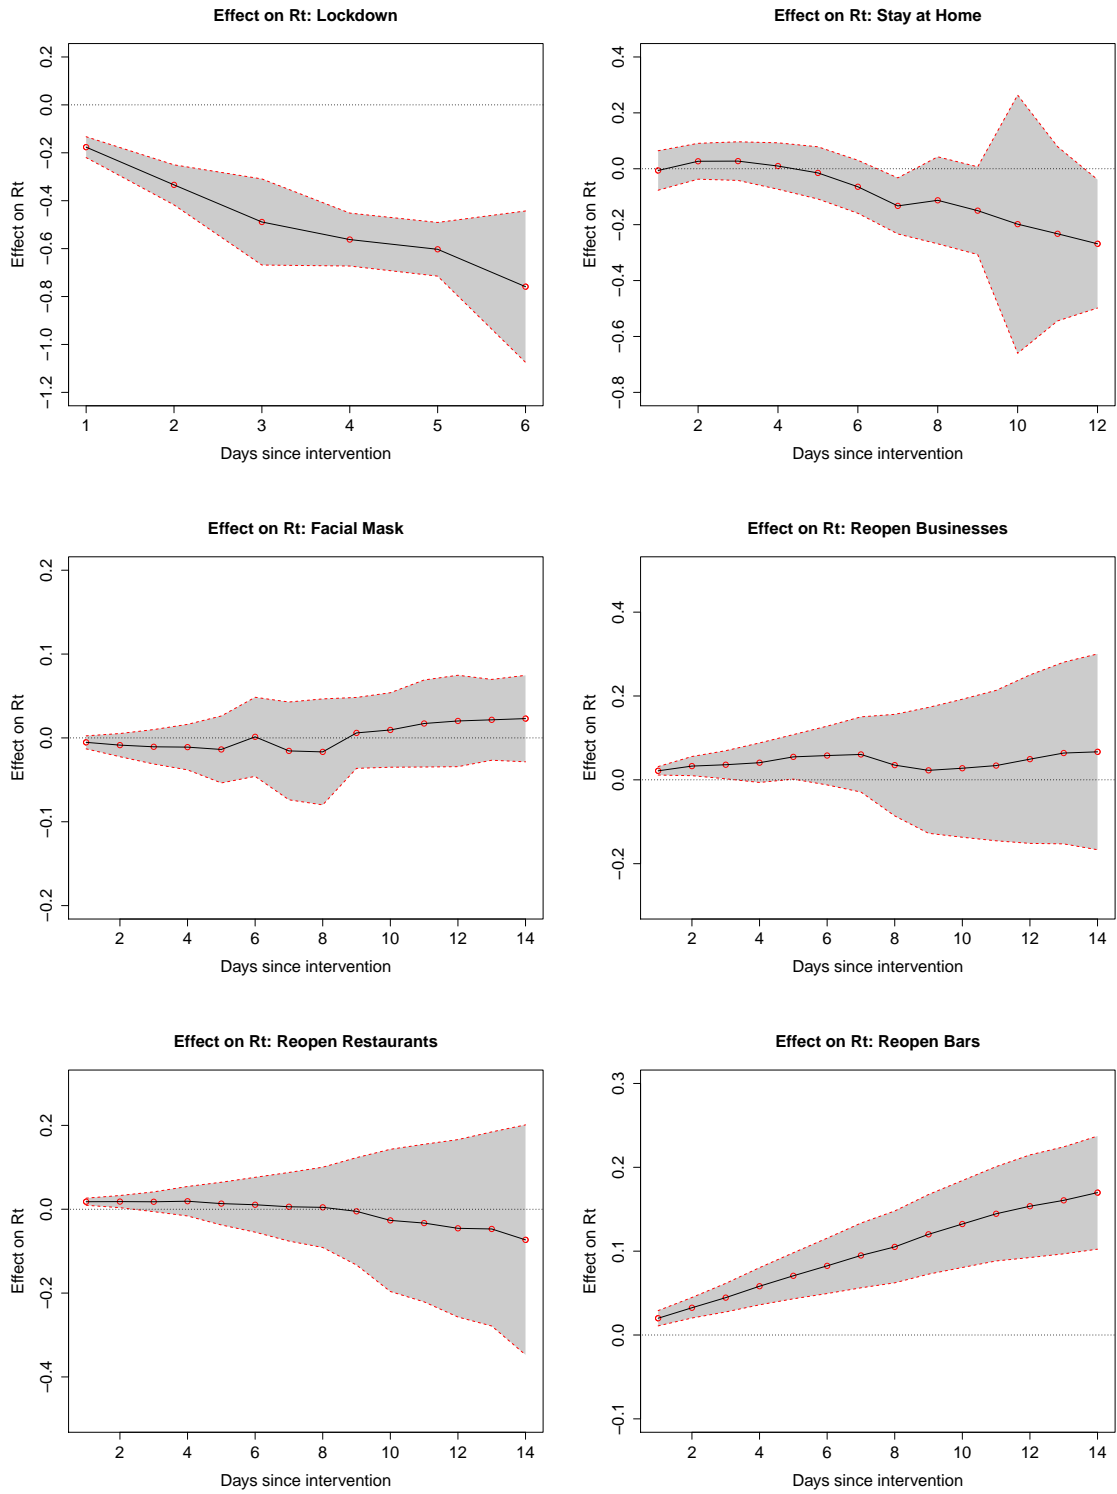 Effect on Rt: Lockdown
Effect on Rt
0.2
0.0
−0.2
−0.4
−0.6
−0.8
−1.0
−1.2
1 2 3 4 5 6
Days since intervention
Effect on Rt: Stay at Home
Effect on Rt
0.4
0.2
0.0
−0.2
−0.4
−0.6
−0.8
2 4 6 8 10 12
Days since intervention
Effect on Rt: Facial Mask
Effect on Rt
0.2
0.1
0.0
−0.1
−0.2
2 4 6 8 10 12 14
Days since intervention
Effect on Rt: Reopen Businesses
Effect on Rt
0.4
0.2
0.0
−0.2
2 4 6 8 10 12 14
Days since intervention
Effect on Rt: Reopen Restaurants
Effect on Rt
0.2
0.0
−0.2
−0.4
2 4 6 8 10 12 14
Days since intervention
Effect on Rt: Reopen Bars
Effect on Rt
0.3
0.2
0.1
0.0
−0.1
2 4 6 8 10 12 14
Days since intervention